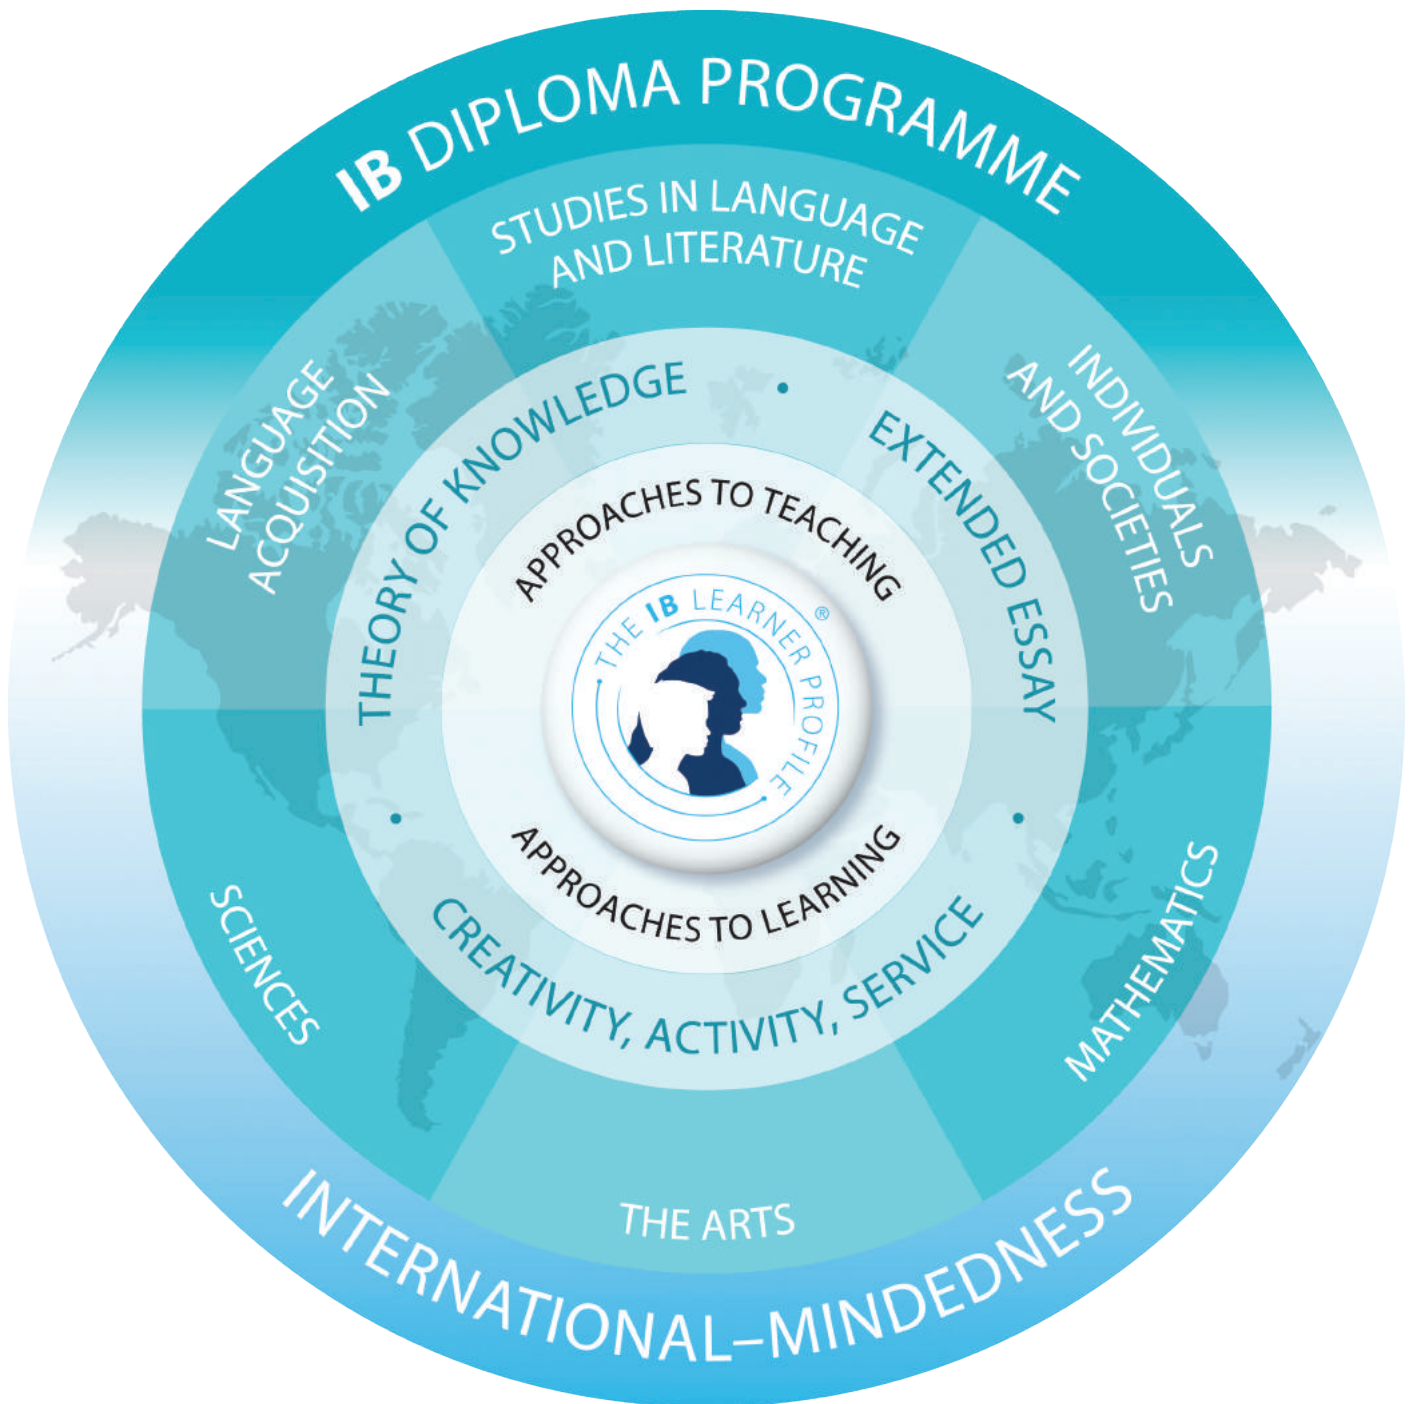 IB DIPLOMA PROGRAMME
STUDIES IN LANGUAGE
AND LITERATURE
LANGUAGE
ACQUISITION
INDIVIDUALS
AND SOCIETIES
THEORY OF KNOWLEDGE
•
EXTENDED ESSAY
APPROACHES TO TEACHING
THE IB LEARNER PROFILE ®
APPROACHES TO LEARNING
• CREATIVITY, ACTIVITY, SERVICE •
SCIENCES
MATHEMATICS
THE ARTS
INTERNATIONAL–MINDEDNESS